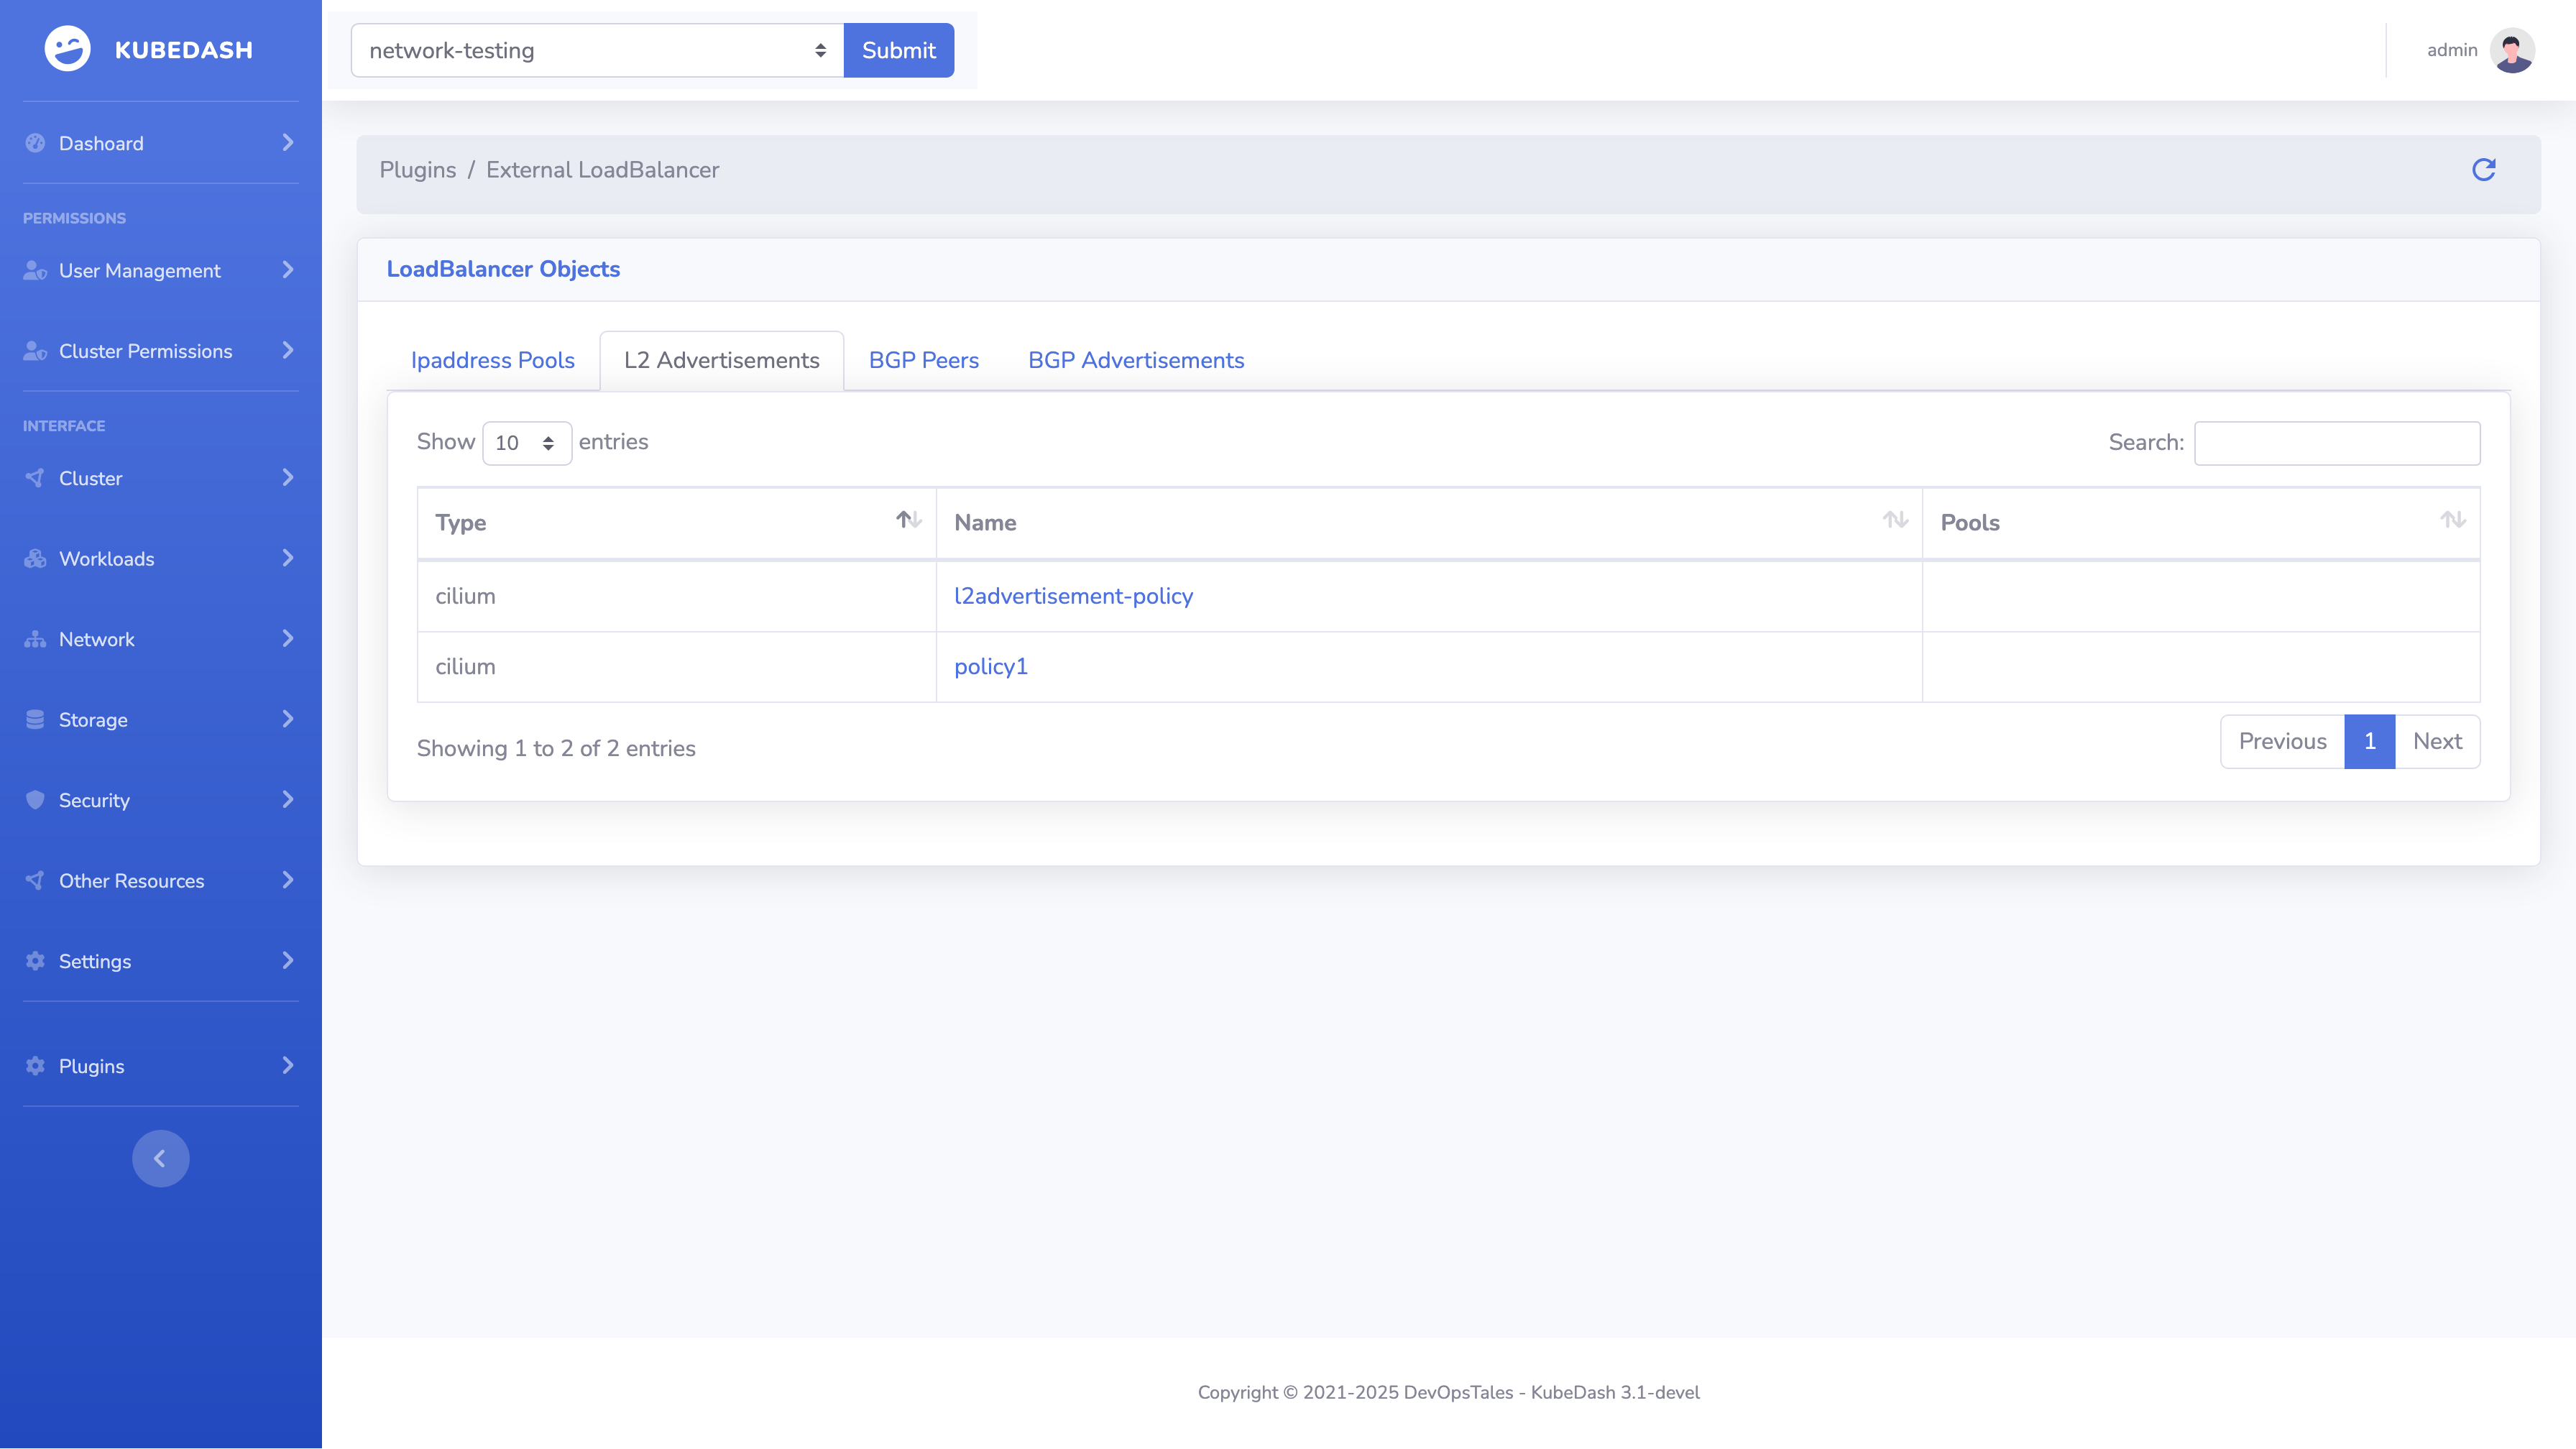 KUBEDASH
network-testing
Submit
admin
Dashoard
PERMISSIONS
User Management
Cluster Permissions
INTERFACE
Cluster
Workloads
Network
Storage
Security
Other Resources
Settings
Plugins
Plugins / External LoadBalancer
LoadBalancer Objects
Ipaddress Pools L2 Advertisements BGP Peers BGP Advertisements
Show 10 entries Search:
Type Name Pools
cilium l2advertisement-policy
cilium policy1
Showing 1 to 2 of 2 entries Previous 1 Next
Copyright © 2021-2025 DevOpsTales - KubeDash 3.1-devel